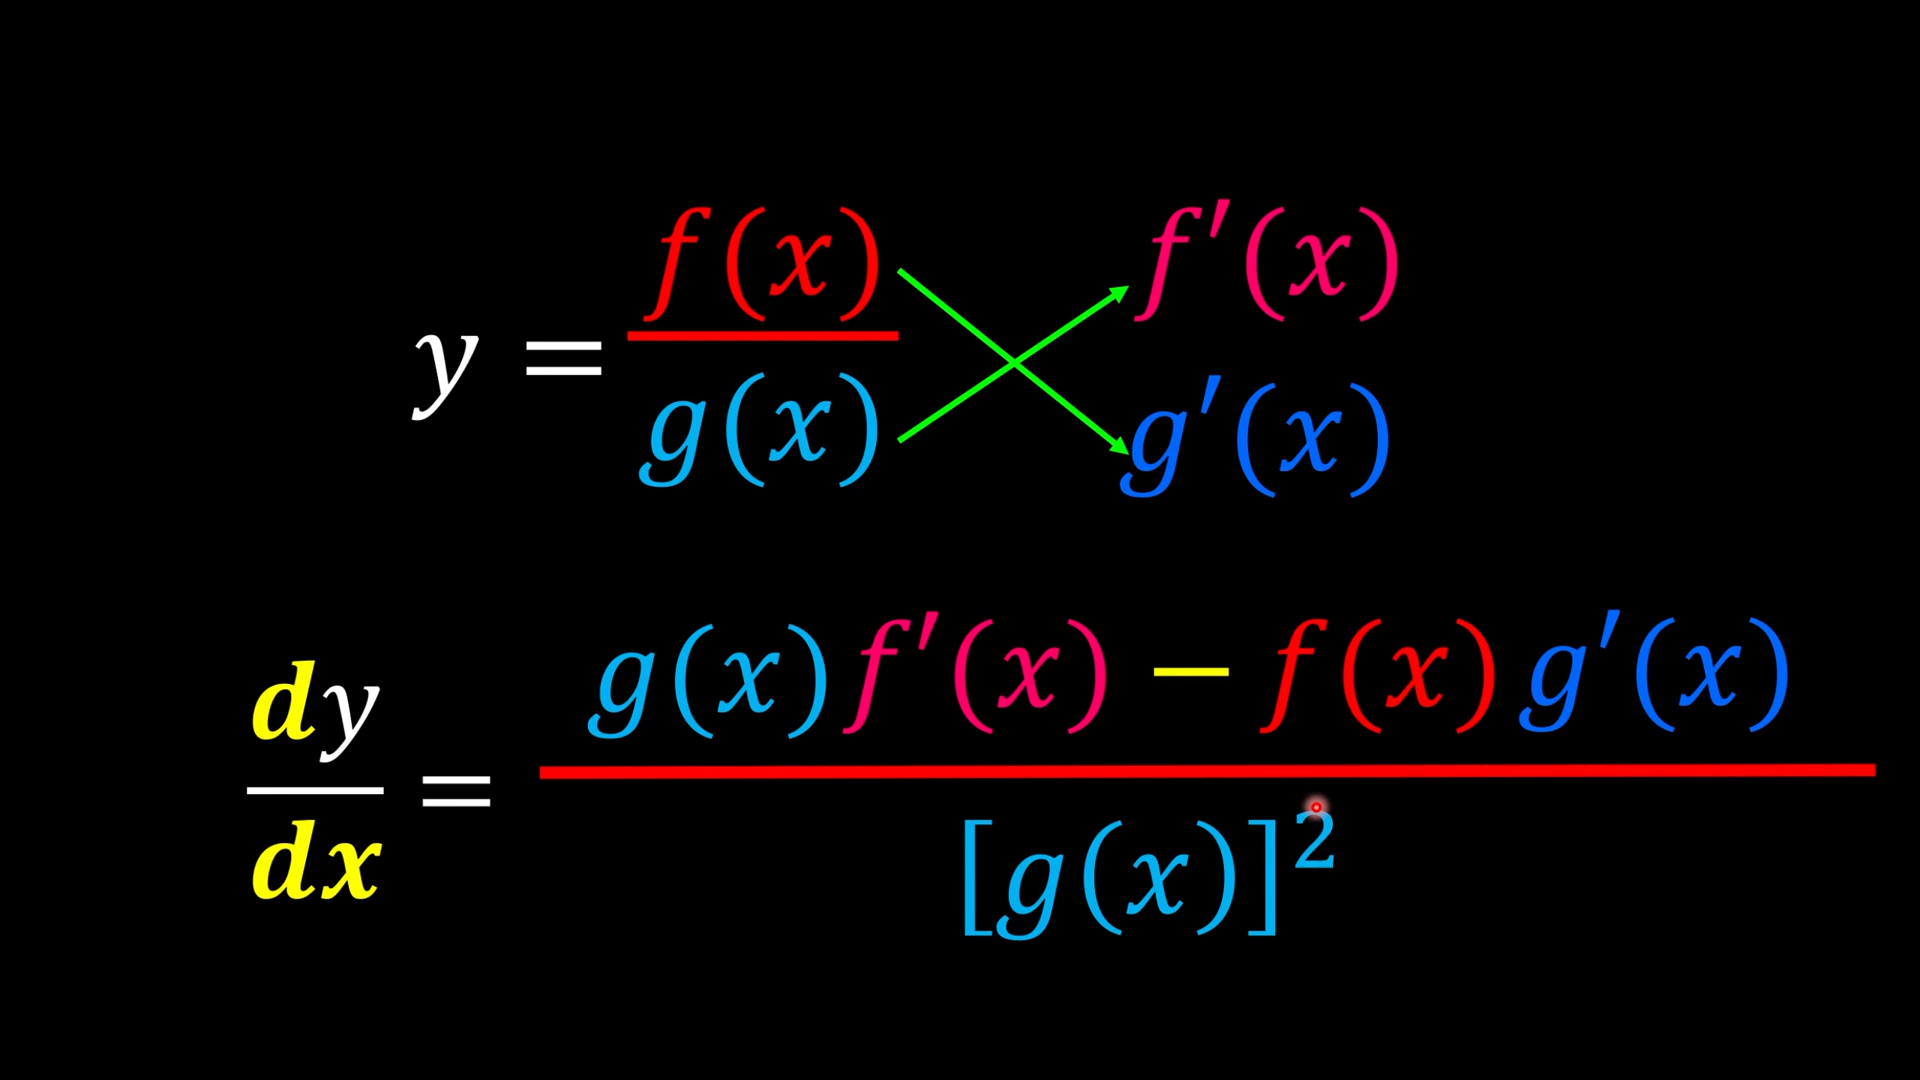 y = f(x)/g(x) f′(x) g′(x)
dy/dx = g(x)f′(x) − f(x)g′(x) / [g(x)]²